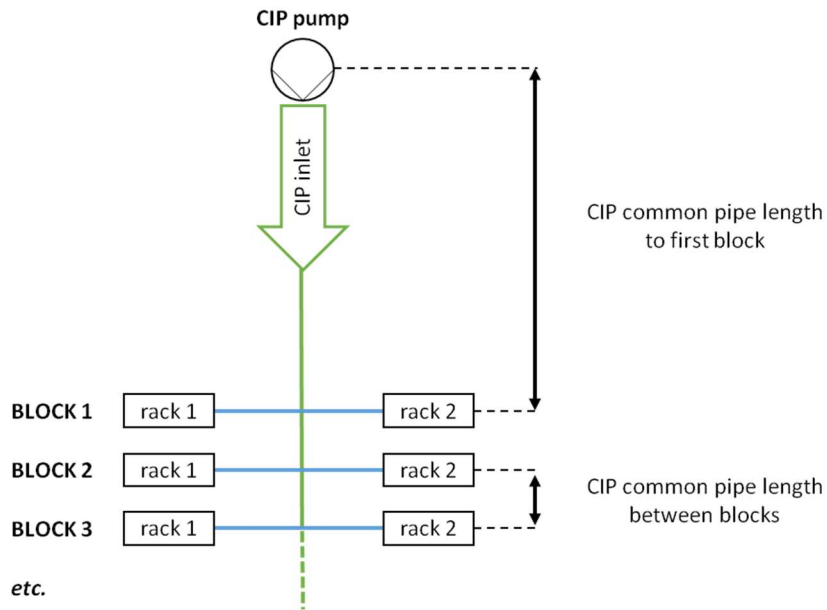 CIP pump
CIP inlet
CIP common pipe length
to first block
BLOCK 1
rack 1
rack 2
BLOCK 2
rack 1
rack 2
CIP common pipe length
between blocks
BLOCK 3
rack 1
rack 2
etc.